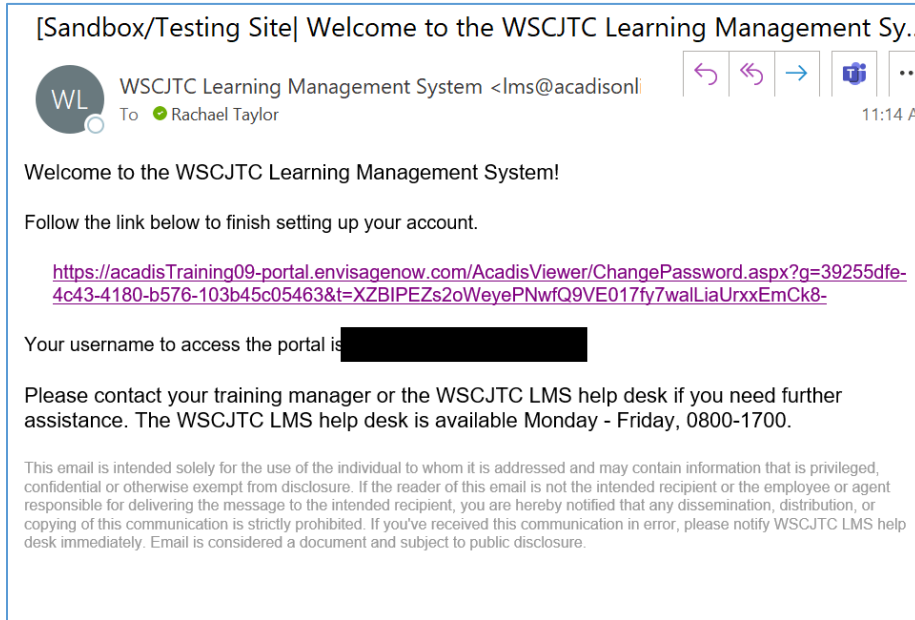 [Sandbox/Testing Site| Welcome to the WSCJTC Learning Management Sy...
WL
WSCJTC Learning Management System <lms@acadisonli
To Rachael Taylor
11:14 A
Welcome to the WSCJTC Learning Management System!
Follow the link below to finish setting up your account.
https://acadisTraining09-portal.envisagenow.com/AcadisViewer/ChangePassword.aspx?g=39255dfe-
4c43-4180-b576-103b45c05463&t=XZBIPEZs2oWeyePNwfQ9VE017fy7walLiaUrxxEmCk8-
Your username to access the portal is
Please contact your training manager or the WSCJTC LMS help desk if you need further
assistance. The WSCJTC LMS help desk is available Monday - Friday, 0800-1700.
This email is intended solely for the use of the individual to whom it is addressed and may contain information that is privileged,
confidential or otherwise exempt from disclosure. If the reader of this email is not the intended recipient or the employee or agent
responsible for delivering the message to the intended recipient, you are hereby notified that any dissemination, distribution, or
copying of this communication is strictly prohibited. If you've received this communication in error, please notify WSCJTC LMS help
desk immediately. Email is considered a document and subject to public disclosure.